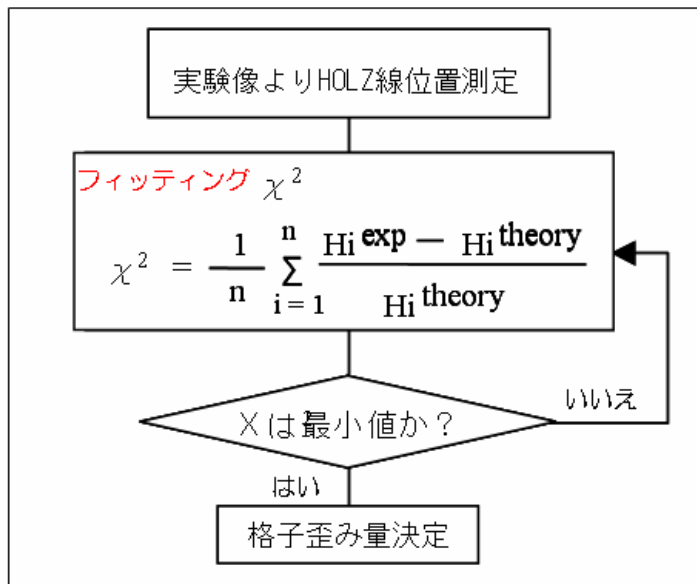 実験像よりHOLZ線位置測定
フィッティング χ²
χ² = 1/n Σ i = 1 n Hi exp — Hi theory / Hi theory
Xは最小値か？
いいえ
はい
格子歪み量決定